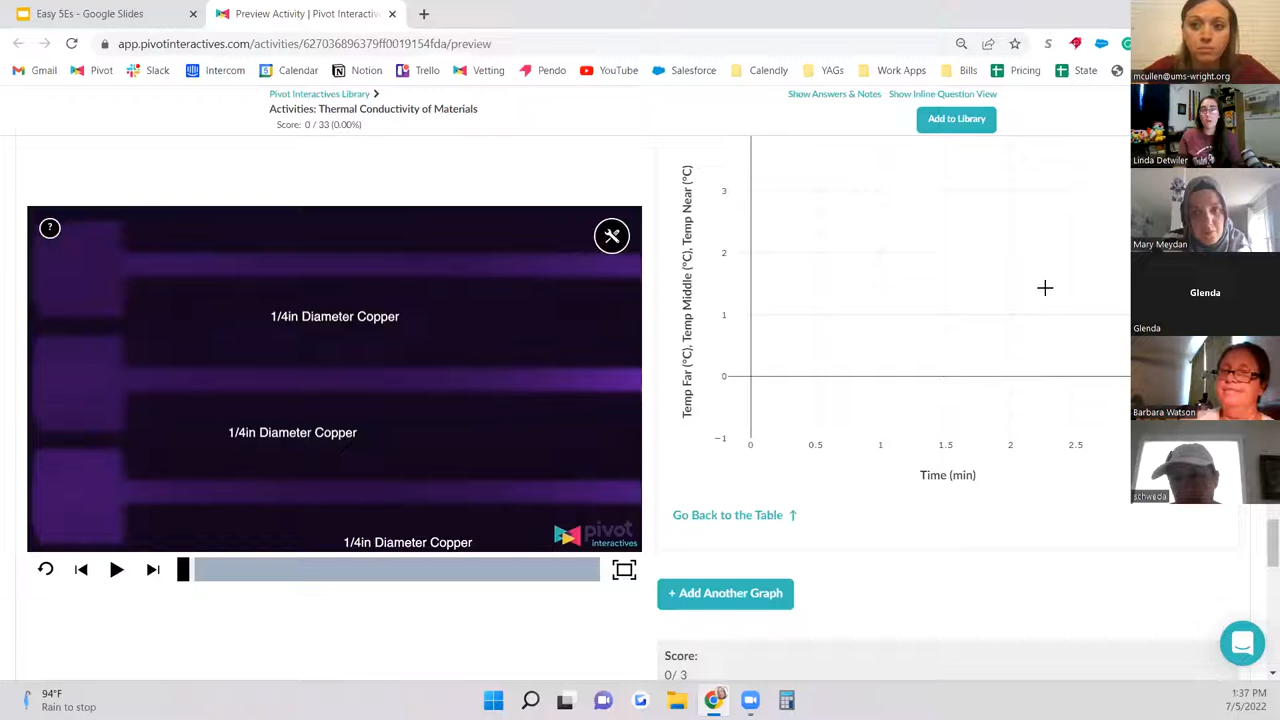 Easy 5Es - Google Slides
Preview Activity | Pivot Interactiv
app.pivotinteractives.com/activities/627036896379ff001913
da/preview
Gmail
Pivot
Slack
Intercom
Calendar
YouTube
Vetting
Pendo
Salesforce
Calendly
YAGs
Work Apps
Bills
Pricing
State
Pivot Interactives Library
Activities: Thermal Conductivity of Materials
Score: 0 / 33 (0.00%)
Show Answers & Notes
Show Inline Question View
Add to Library
?
1/4in Diameter Copper
1/4in Diameter Copper
1/4in Diameter Copper
pivot
interactives
Temp Far (°C), Temp Middle (°C), Temp Near (°C)
3
2
1
0
−1
0
0.5
1
1.5
2
2.5
Time (min)
Go Back to the Table ↑
+ Add Another Graph
Score:
0/ 3
mcullen@ums-wright.org
Linda Detwiler
Mary Meydan
Glenda
Glenda
Barbara Watson
schweda
94°F
Rain to stop
1:37 PM
7/5/2022